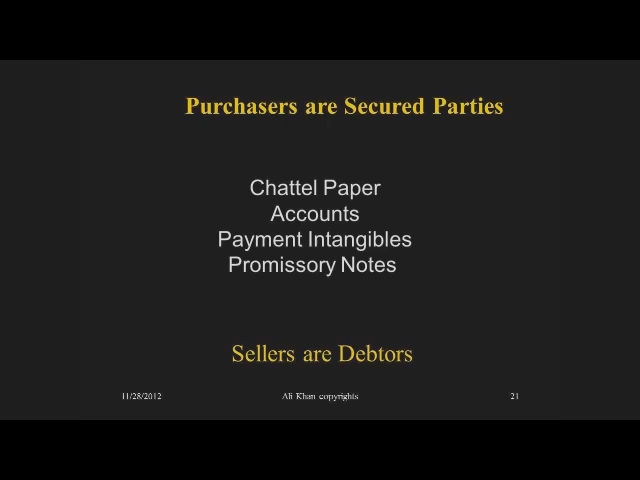 Purchasers are Secured Parties
Chattel Paper
Accounts
Payment Intangibles
Promissory Notes
Sellers are Debtors
11/28/2012 Ali Khan copyrights 21